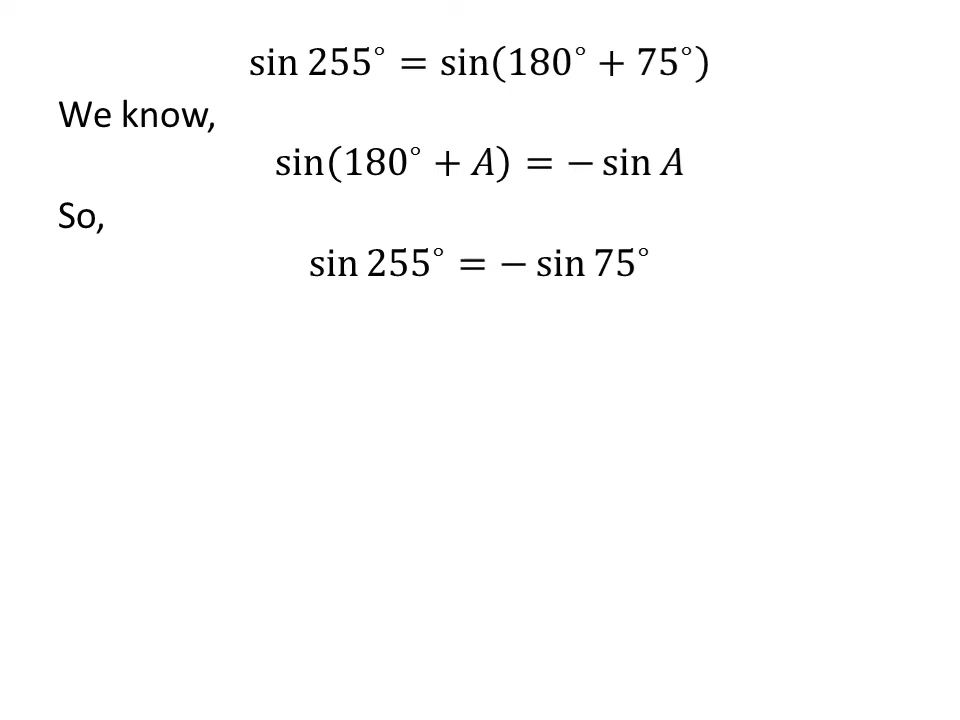 sin 255° = sin(180° + 75°)
We know,
sin(180° + A) = − sin A
So,
sin 255° = − sin 75°